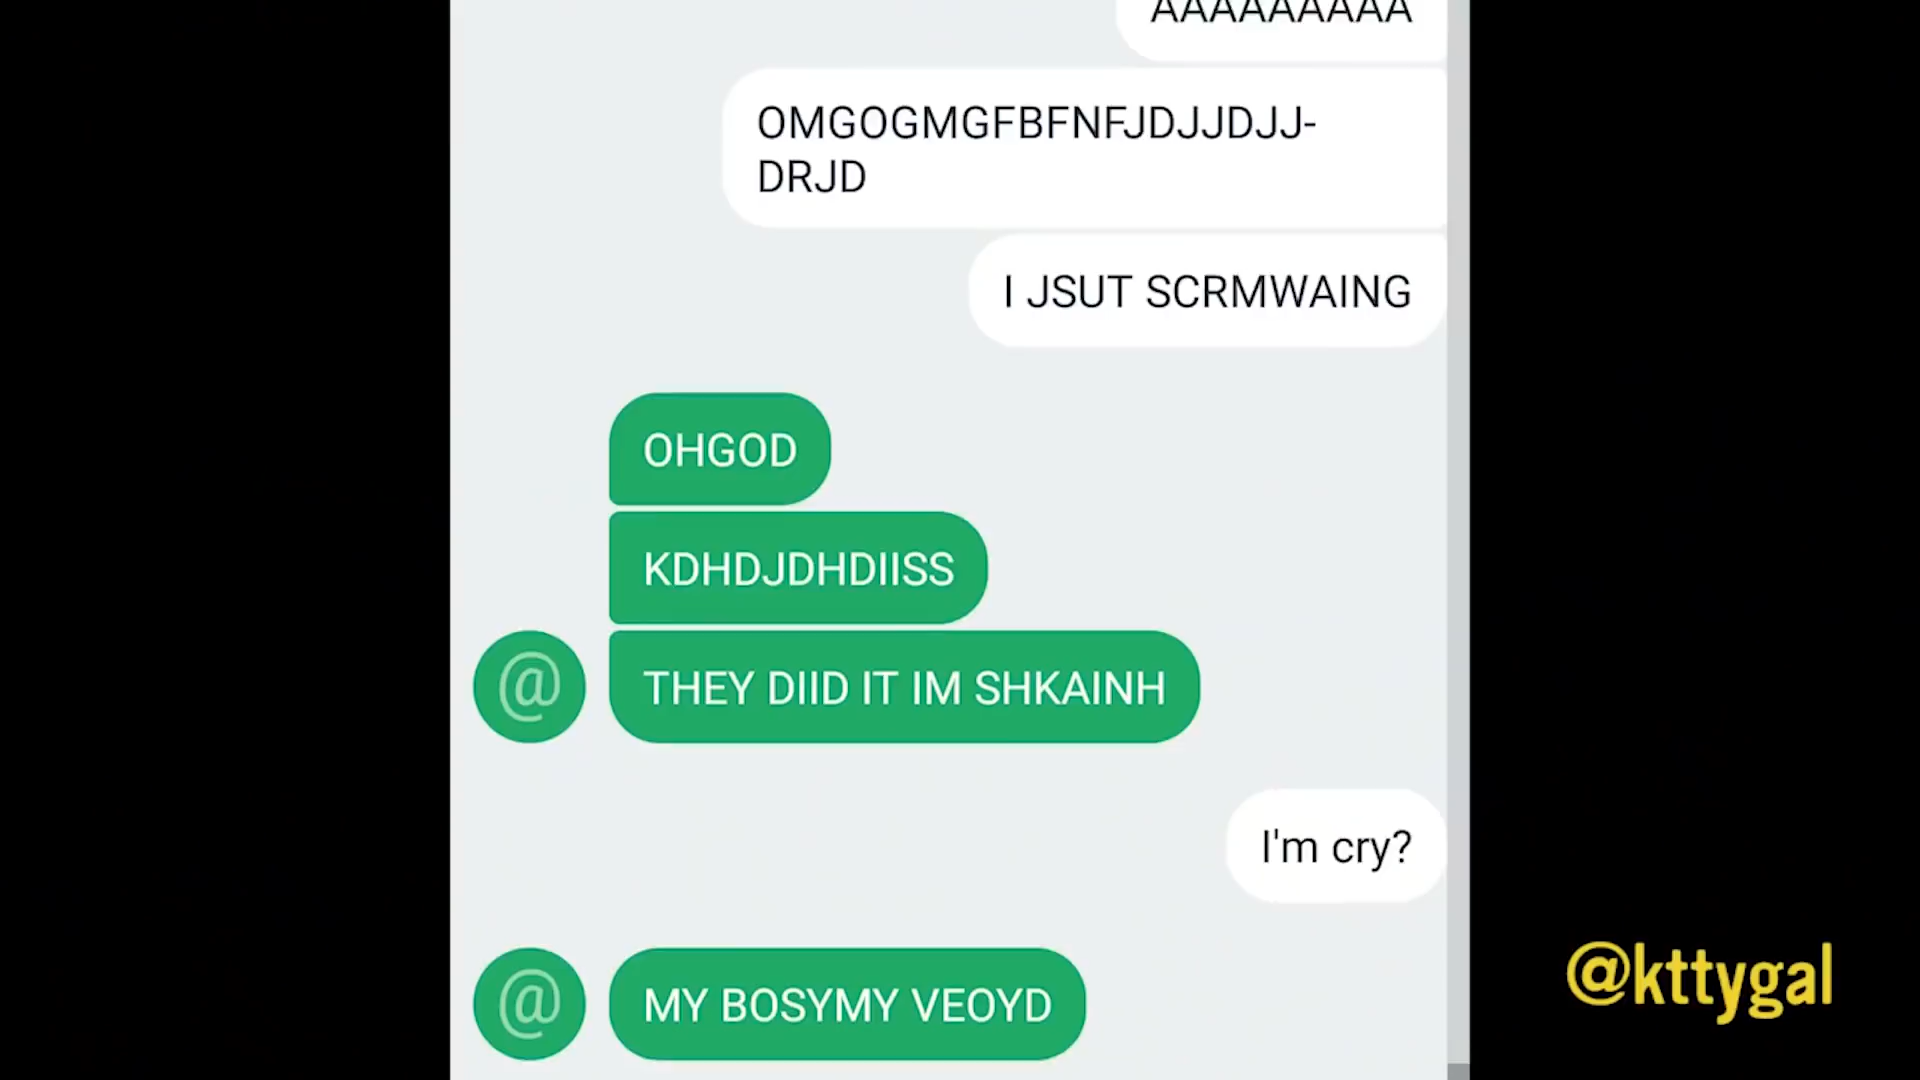 AAAAAAAAA
OMGOGMGFBFNFJDJJDJJ-
DRJD
I JSUT SCRMWAING
OHGOD
KDHDJDHDIISS
@
THEY DIID IT IM SHKAINH
I'm cry?
@
MY BOSYMY VEOYD
@kttygal